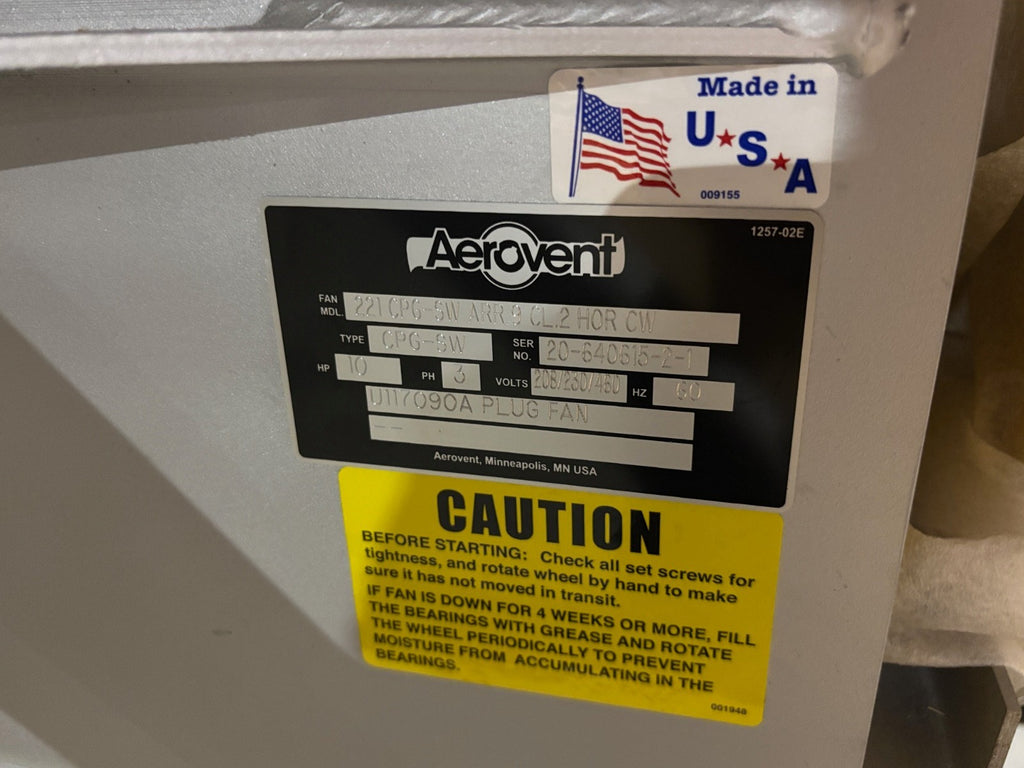 Made in
U★S★A
009155
1257-02E
Aerovent
FAN MDL. 221 CPG-SW ARR.9 CL.2 HOR CW
TYPE CPG-SW SER NO. 20-640615-2-1
HP 10 PH 3 VOLTS 208/230/460 HZ 60
U117090A PLUG FAN
-- .
Aerovent, Minneapolis, MN USA
CAUTION
BEFORE STARTING: Check all set screws for
tightness, and rotate wheel by hand to make
sure it has not moved in transit.
IF FAN IS DOWN FOR 4 WEEKS OR MORE, FILL
THE BEARINGS WITH GREASE AND ROTATE
THE WHEEL PERIODICALLY TO PREVENT
MOISTURE FROM ACCUMULATING IN THE
BEARINGS.
001948